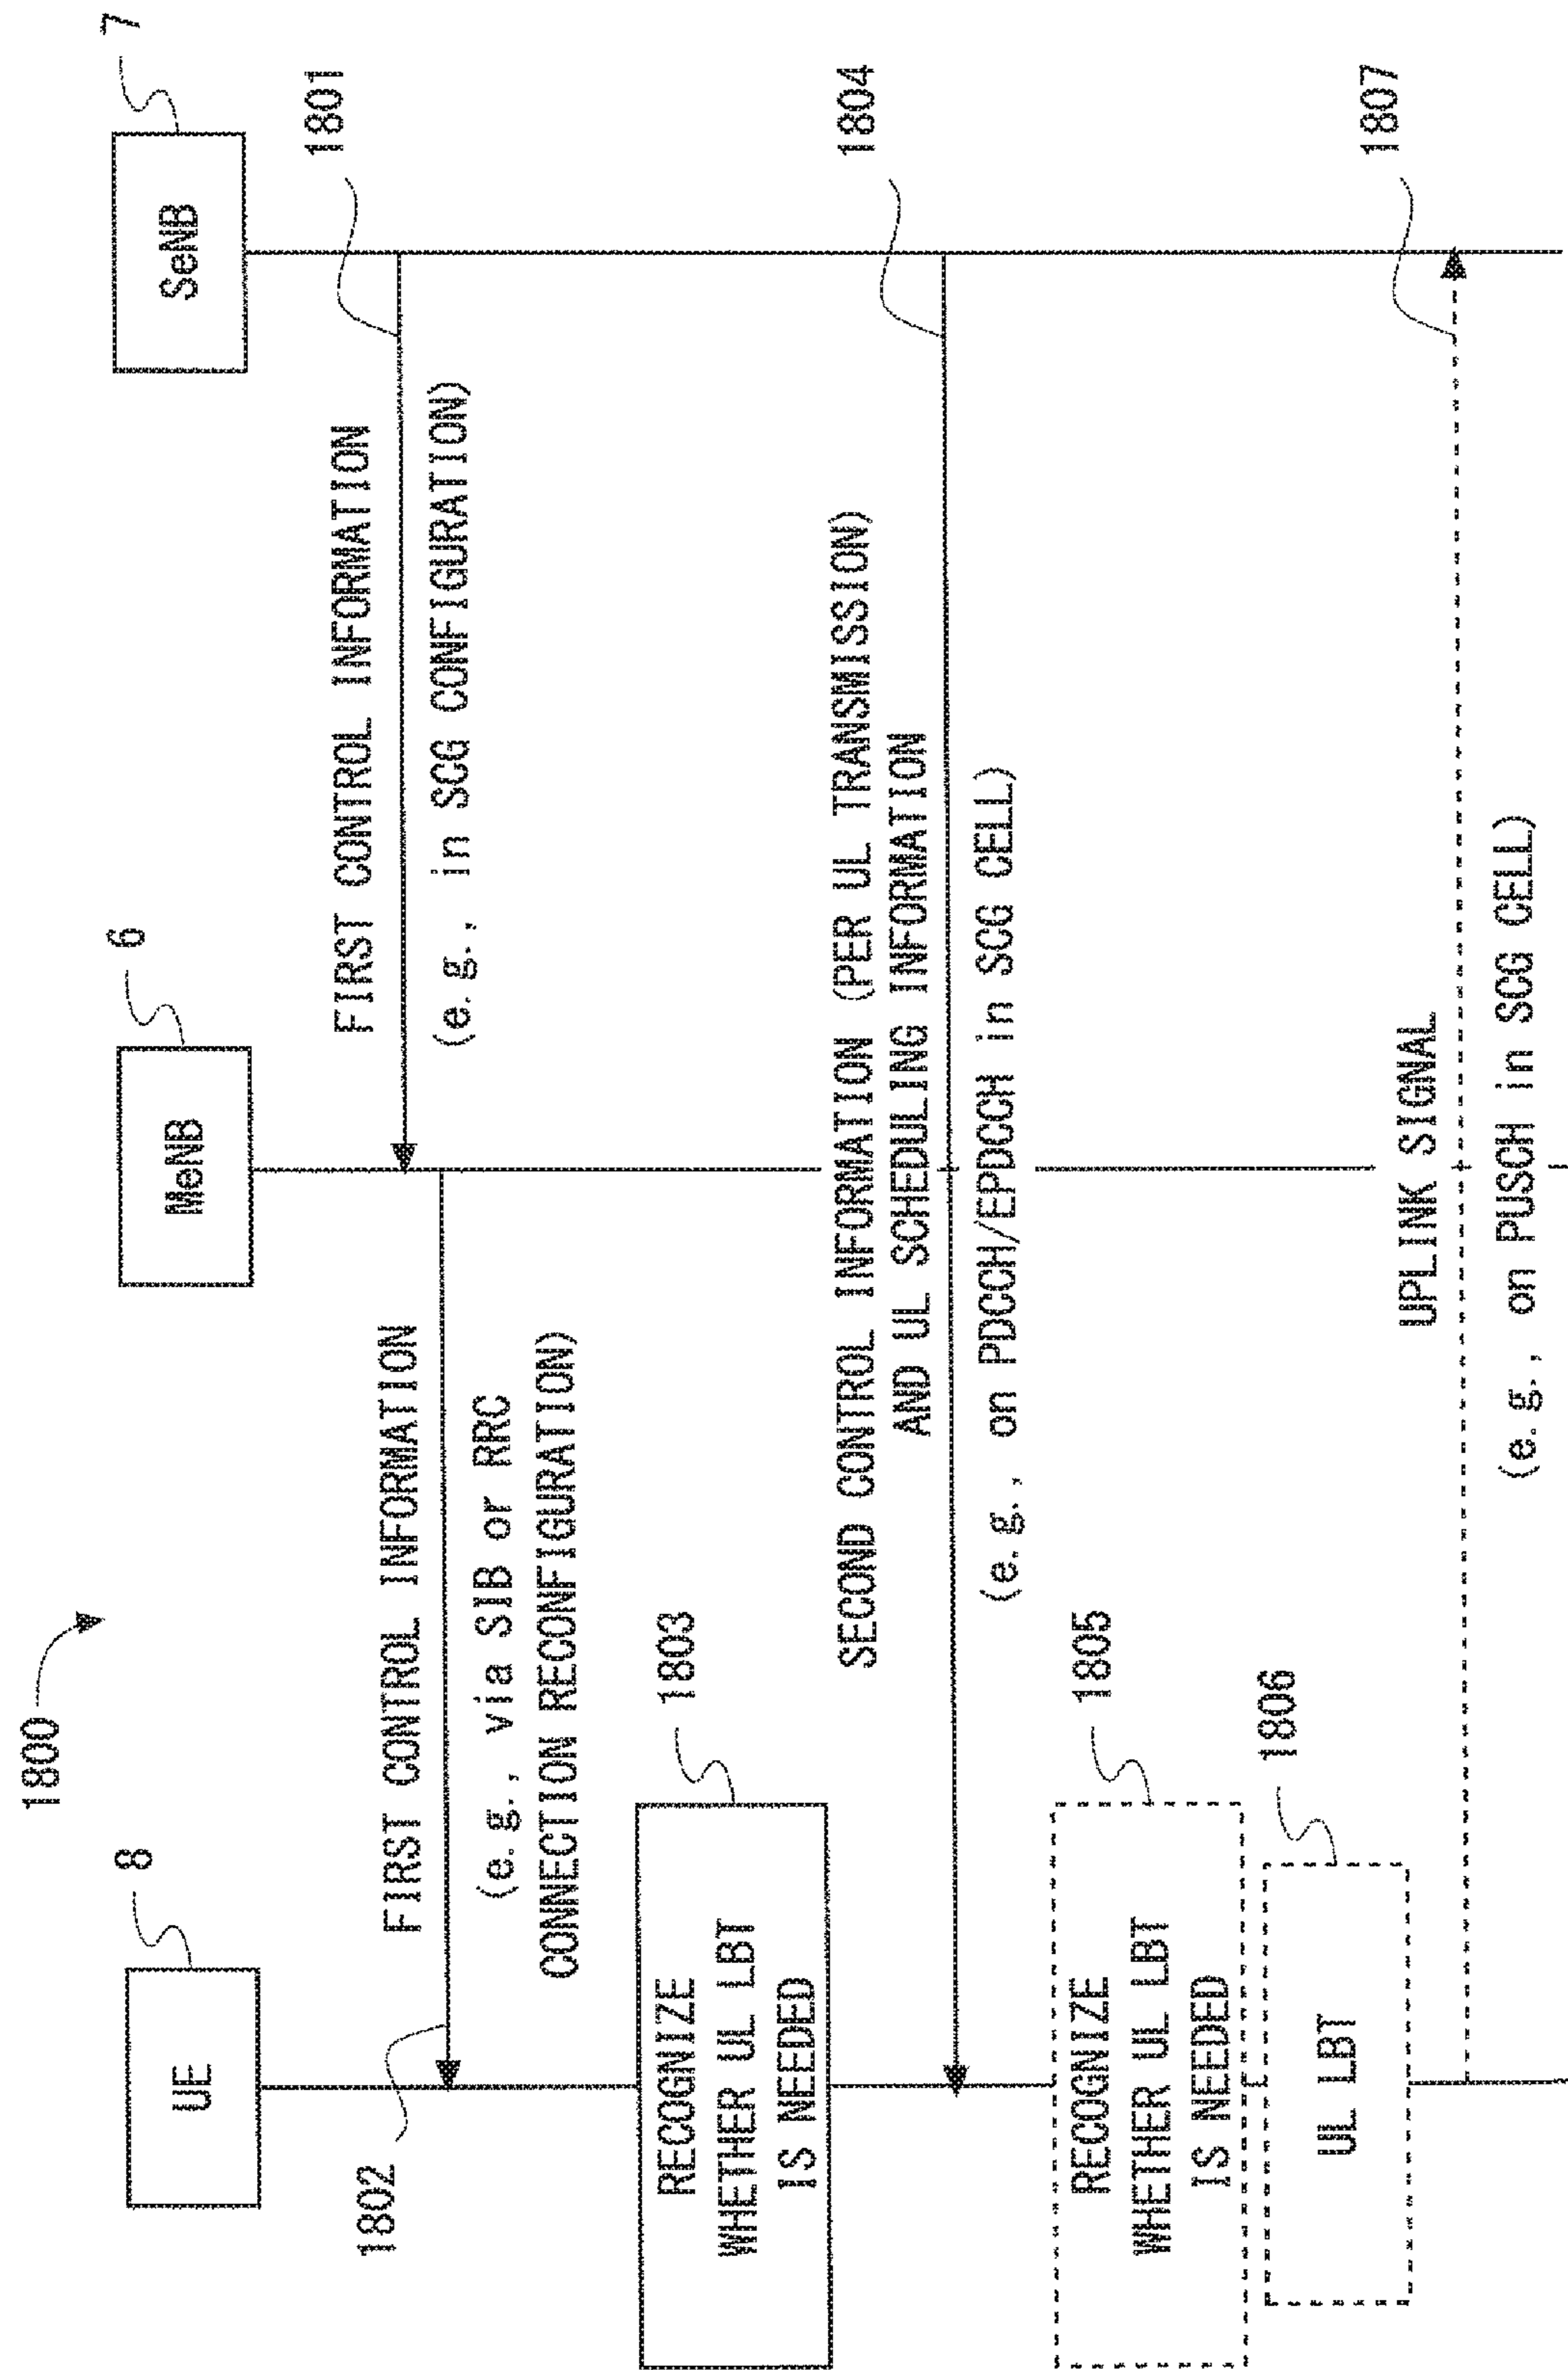 1800
8
6
7
UE
MeNB
SeNB
1801
FIRST CONTROL INFORMATION
(e.g., in SCG CONFIGURATION)
1802
FIRST CONTROL INFORMATION
(e.g., via SIB or RRC
CONNECTION RECONFIGURATION)
1803
RECOGNIZE
WHETHER UL LBT
IS NEEDED
1804
SECOND CONTROL INFORMATION (PER UL TRANSMISSION)
AND UL SCHEDULING INFORMATION
(e.g., on PDCCH/EPDCCH in SCG CELL)
1805
RECOGNIZE
WHETHER UL LBT
IS NEEDED
1806
UL LBT
1807
UPLINK SIGNAL
(e.g., on PUSCH in SCG CELL)